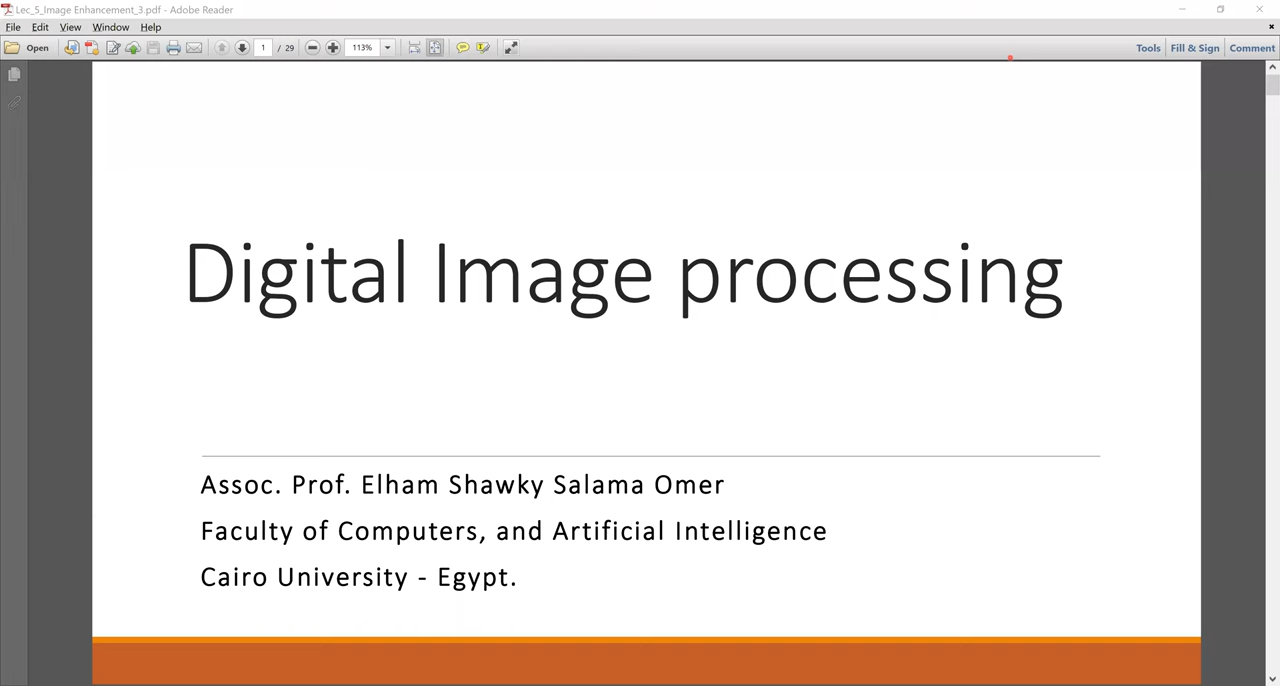 Lec_5_Image Enhancement_3.pdf - Adobe Reader
File Edit View Window Help
Open 1 / 29 113% Tools Fill & Sign Comment
Digital Image processing
Assoc. Prof. Elham Shawky Salama Omer
Faculty of Computers, and Artificial Intelligence
Cairo University - Egypt.